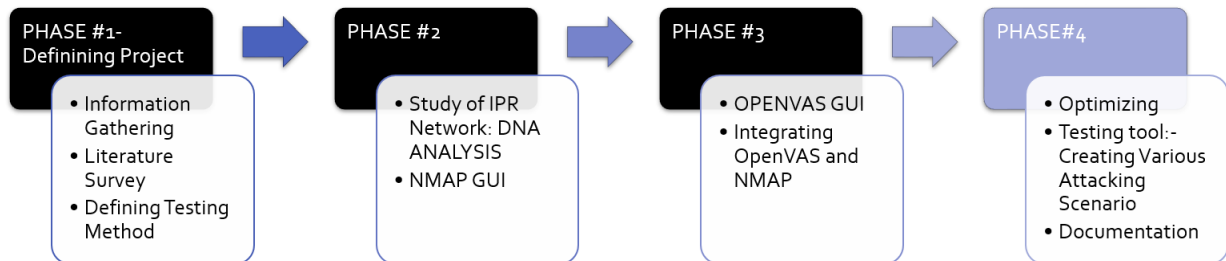 PHASE #1-
Definining Project
• Information
Gathering
• Literature
Survey
• Defining Testing
Method
PHASE #2
• Study of IPR
Network: DNA
ANALYSIS
• NMAP GUI
PHASE #3
• OPENVAS GUI
• Integrating
OpenVAS and
NMAP
PHASE#4
• Optimizing
• Testing tool:-
Creating Various
Attacking
Scenario
• Documentation